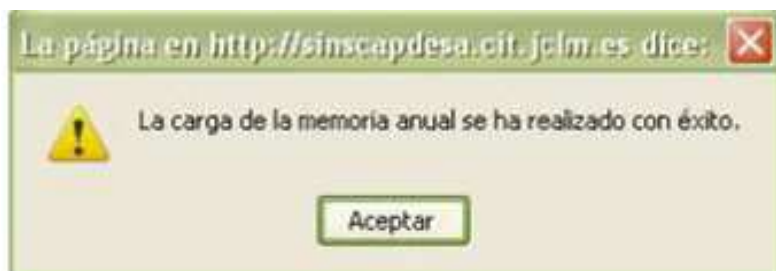 La página en http://sinscapdesa.cit.jclm.es dice:
La carga de la memoria anual se ha realizado con éxito.
Aceptar